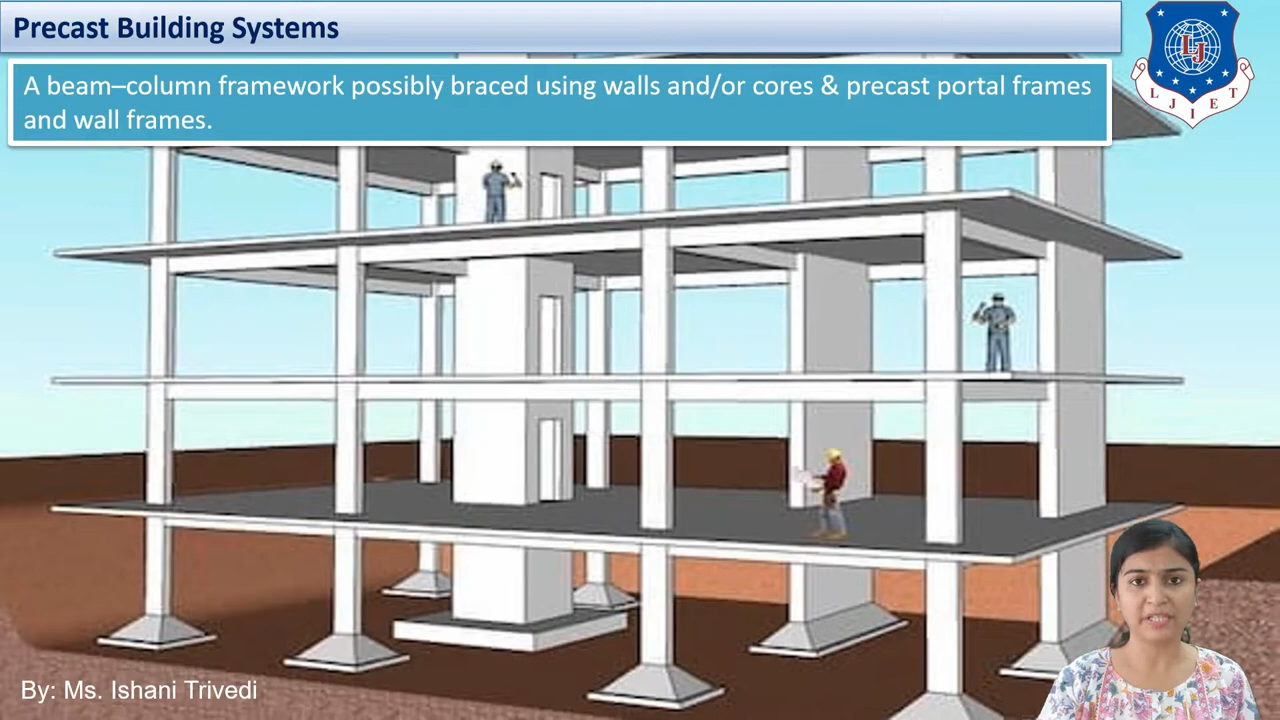 Precast Building Systems
A beam–column framework possibly braced using walls and/or cores & precast portal frames
and wall frames.
LJ
LJIET
By: Ms. Ishani Trivedi